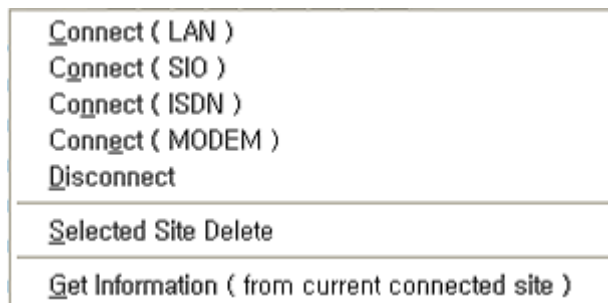 Connect ( LAN )
Connect ( SIO )
Connect ( ISDN )
Connect ( MODEM )
Disconnect
Selected Site Delete
Get Information ( from current connected site )